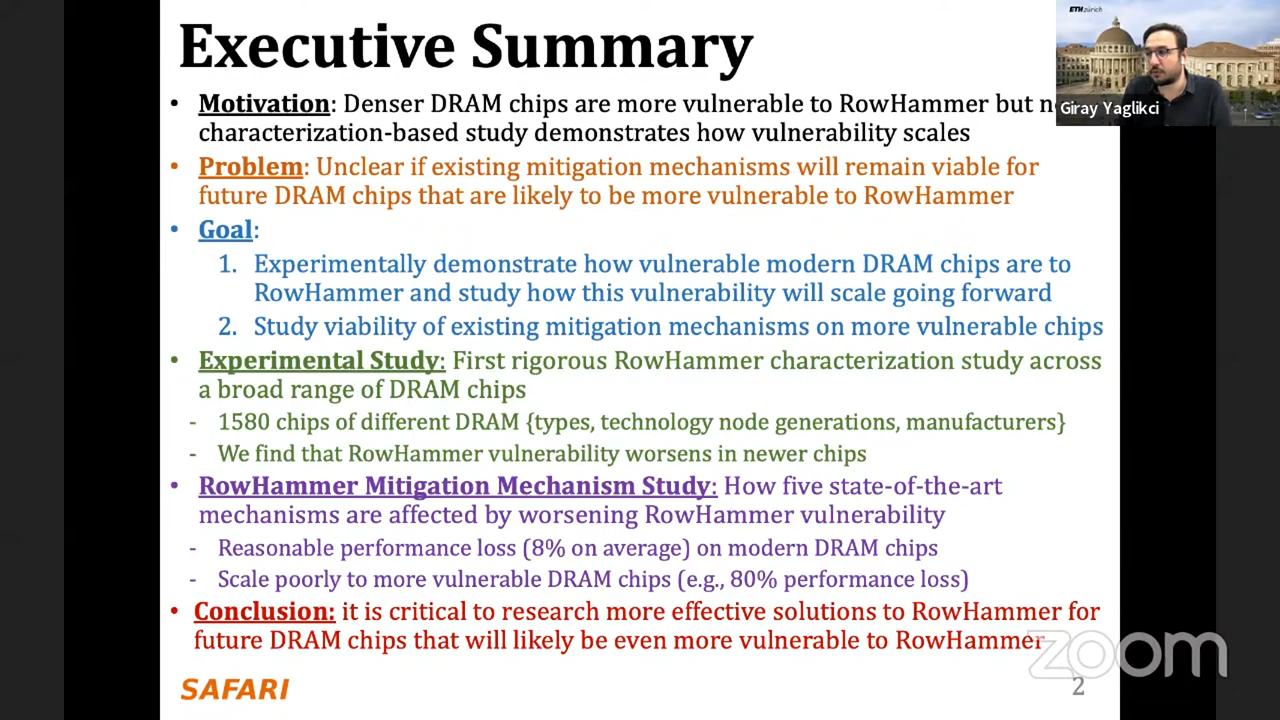 Executive Summary
• Motivation: Denser DRAM chips are more vulnerable to RowHammer but
characterization-based study demonstrates how vulnerability scales
• Problem: Unclear if existing mitigation mechanisms will remain viable for
future DRAM chips that are likely to be more vulnerable to RowHammer
• Goal:
1. Experimentally demonstrate how vulnerable modern DRAM chips are to
RowHammer and study how this vulnerability will scale going forward
2. Study viability of existing mitigation mechanisms on more vulnerable chips
• Experimental Study: First rigorous RowHammer characterization study across
a broad range of DRAM chips
- 1580 chips of different DRAM {types, technology node generations, manufacturers}
- We find that RowHammer vulnerability worsens in newer chips
• RowHammer Mitigation Mechanism Study: How five state-of-the-art
mechanisms are affected by worsening RowHammer vulnerability
- Reasonable performance loss (8% on average) on modern DRAM chips
- Scale poorly to more vulnerable DRAM chips (e.g., 80% performance loss)
• Conclusion: it is critical to research more effective solutions to RowHammer for
future DRAM chips that will likely be even more vulnerable to RowHammer
SAFARI
2
zoom
ETH zürich
Giray Yaglikci